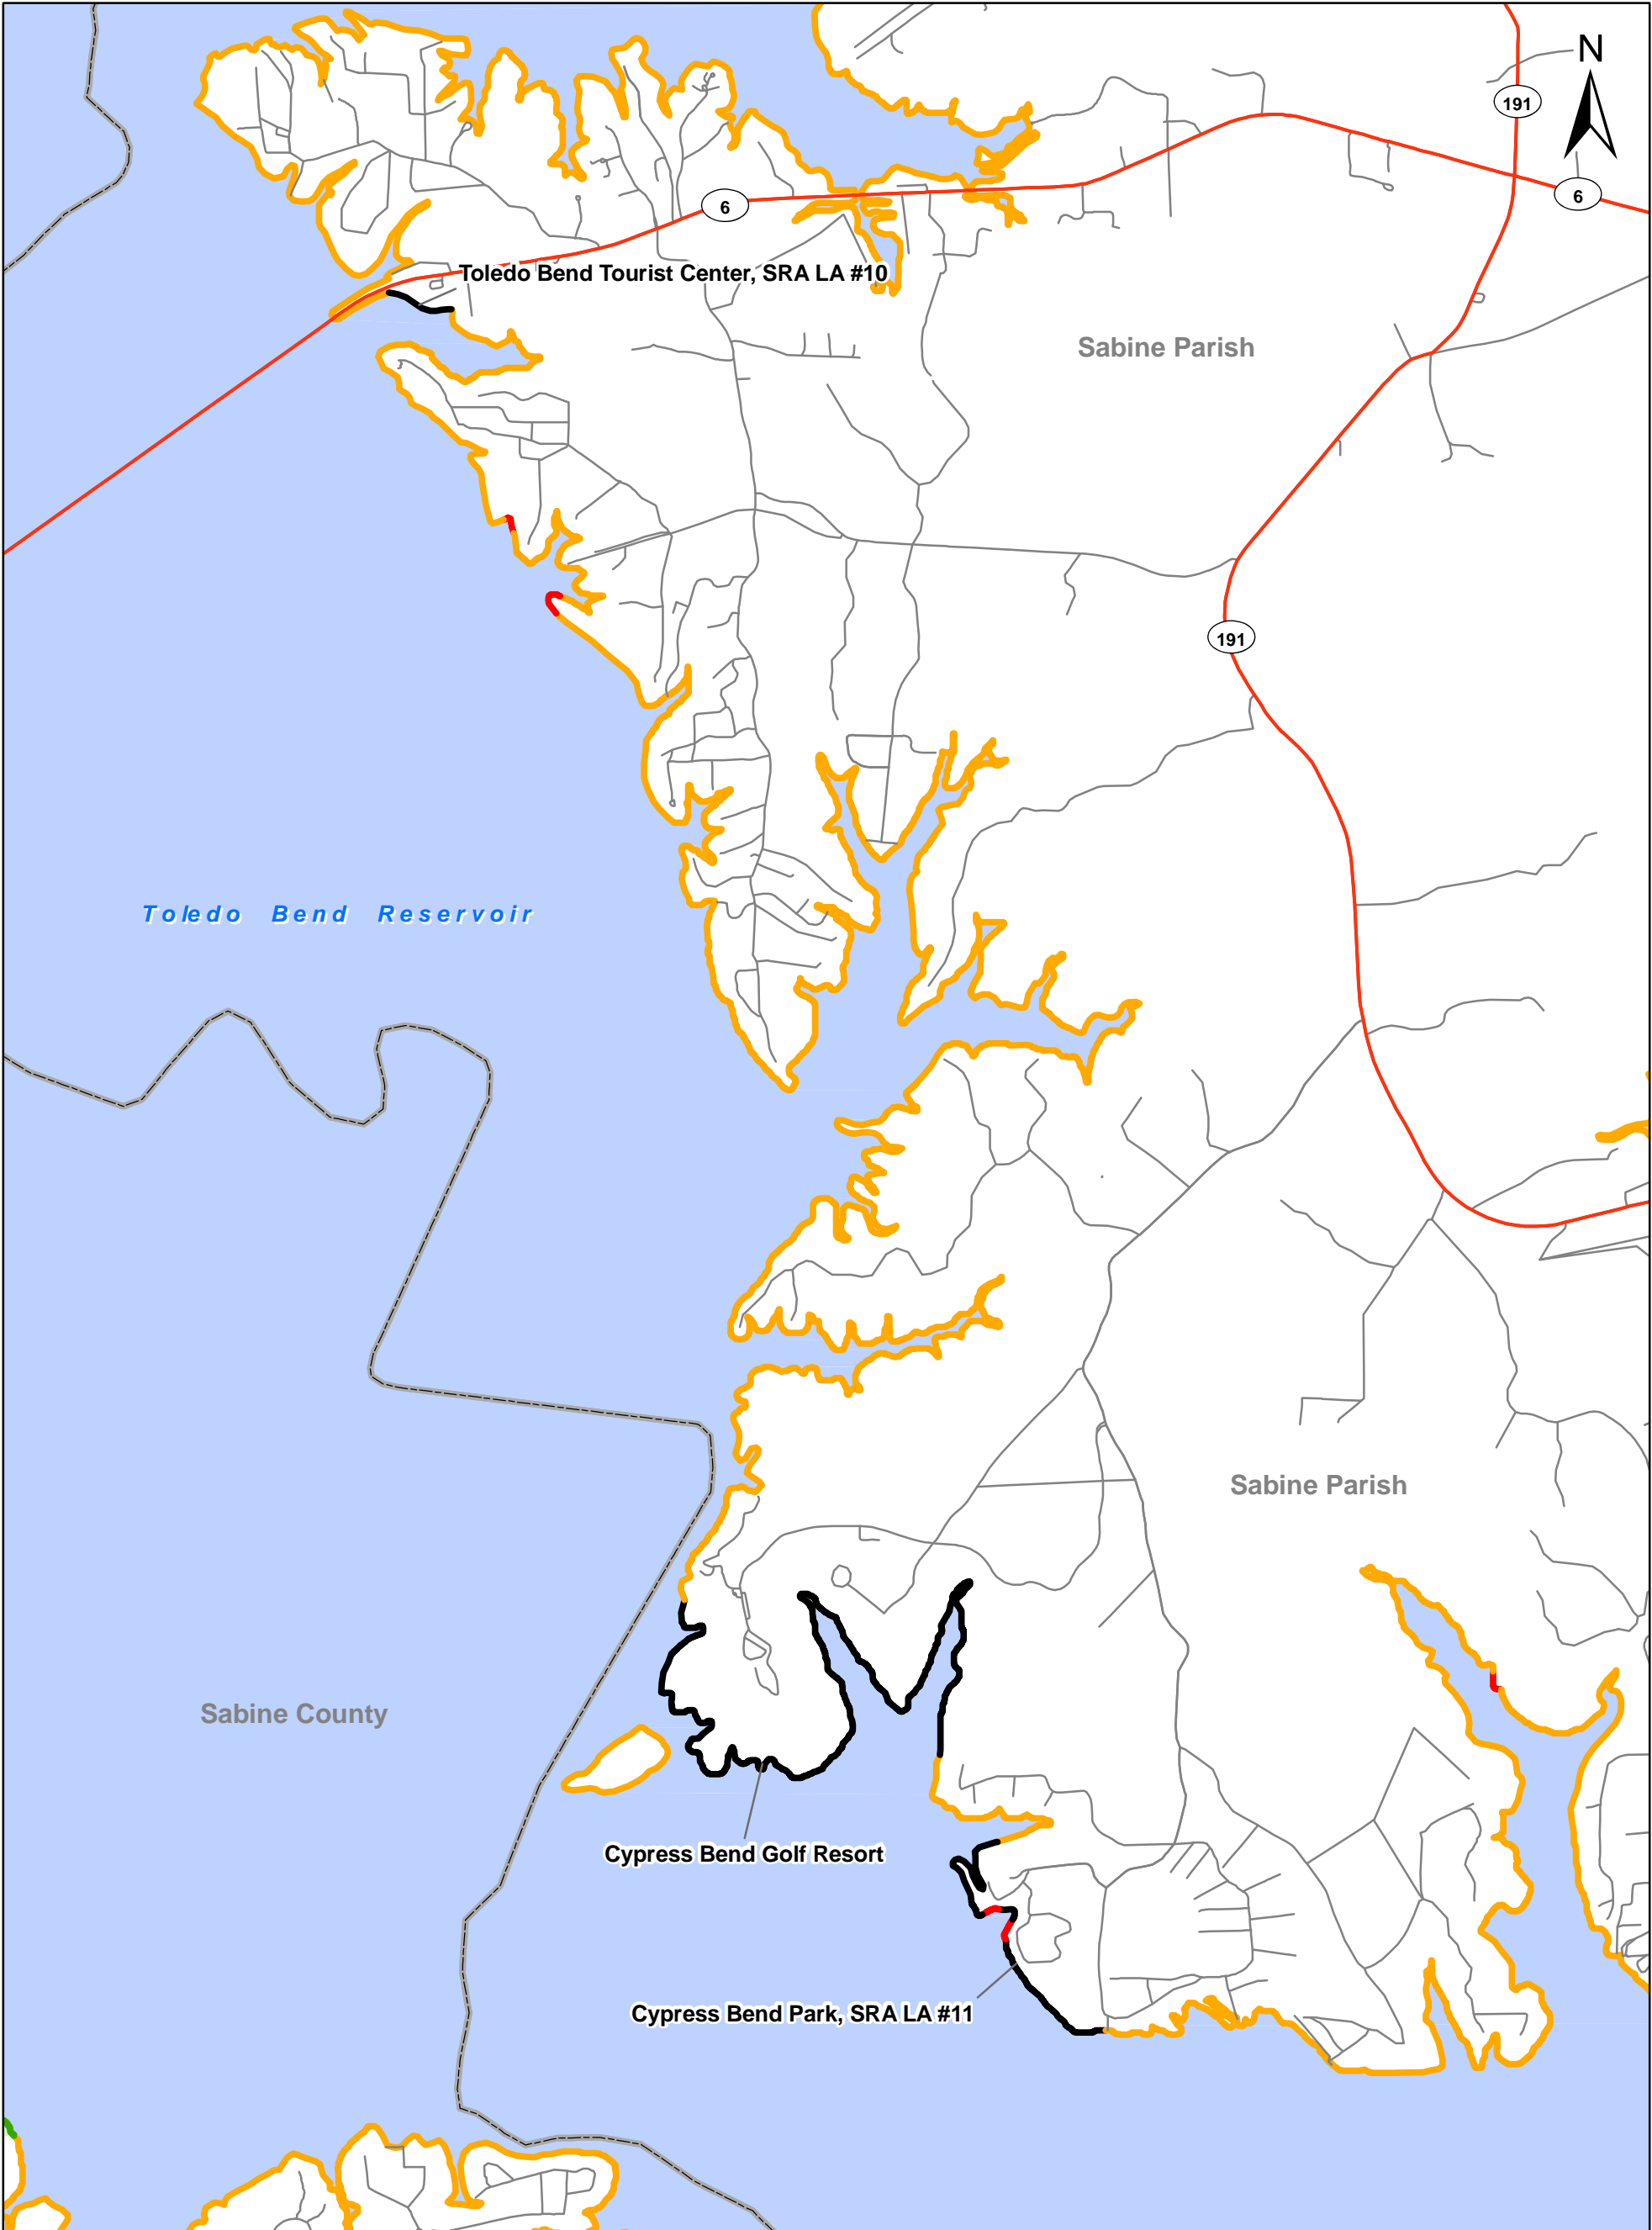 N
191
6
6
Toledo Bend Tourist Center, SRA LA #10
Sabine Parish
191
Toledo Bend Reservoir
Sabine Parish
Sabine County
Cypress Bend Golf Resort
Cypress Bend Park, SRA LA #11